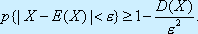 p{| X − E(X) |< ε} ≥ 1 − D(X)/ε².